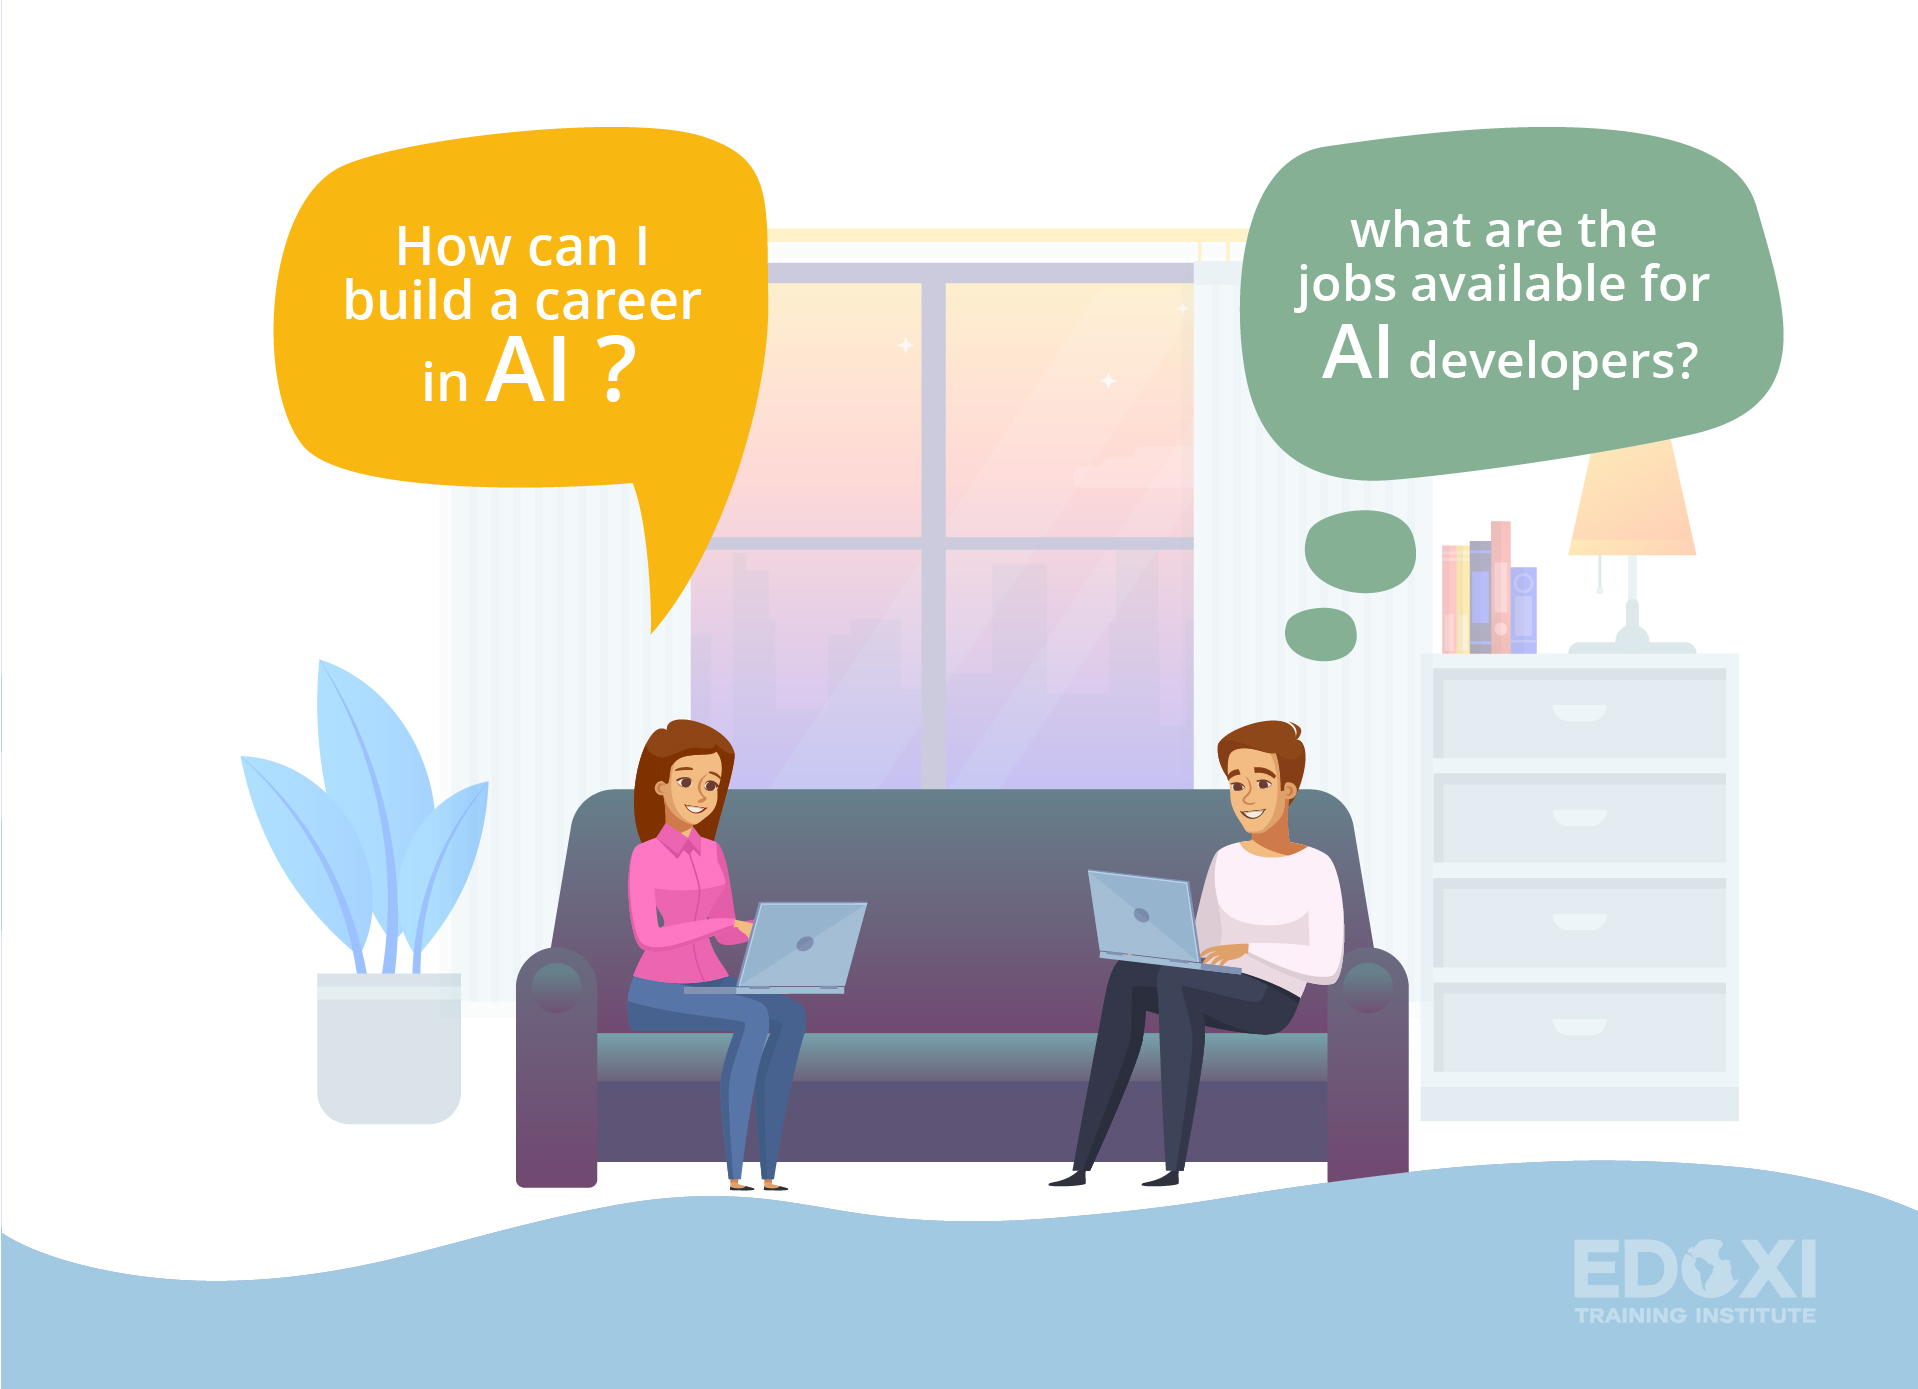 How can I
build a career
in AI ?
what are the
jobs available for
AI developers?
EDOXI
TRAINING INSTITUTE